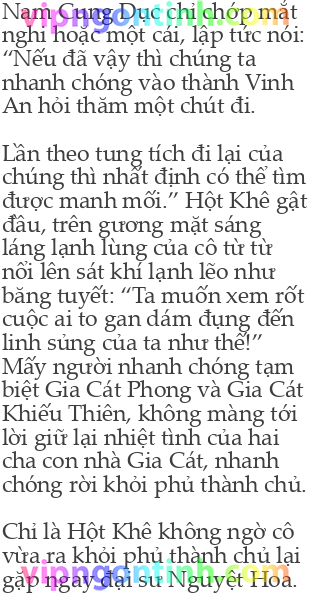 Nam Cung Dục chỉ chớp mắt
nghi hoặc một cái, lập tức nói:
“Nếu đã vậy thì chúng ta
nhanh chóng vào thành Vinh
An hỏi thăm một chút đi.

Lần theo tung tích đi lại của
chúng thì nhất định có thể tìm
được manh mối.” Hột Khê gật
đầu, trên gương mặt sáng
láng lạnh lùng của cô từ từ
nổi lên sát khí lạnh lẽo như
băng tuyết: “Ta muốn xem rốt
cuộc ai to gan dám đụng đến
linh sủng của ta như thế!”
Mấy người nhanh chóng tạm
biệt Gia Cát Phong và Gia Cát
Khiếu Thiên, không màng tới
lời giữ lại nhiệt tình của hai
cha con nhà Gia Cát, nhanh
chóng rời khỏi phủ thành chủ.

Chỉ là Hột Khê không ngờ cô
vừa ra khỏi phủ thành chủ lại
gặp ngay đại sư Nguyệt Hoa.
vipngontinh.com
vipngontinh.com